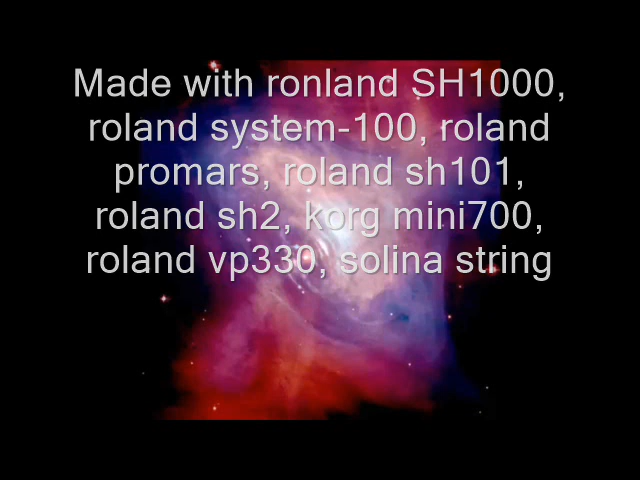 Made with ronland SH1000,
roland system-100, roland
promars, roland sh101,
roland sh2, korg mini700,
roland vp330, solina string